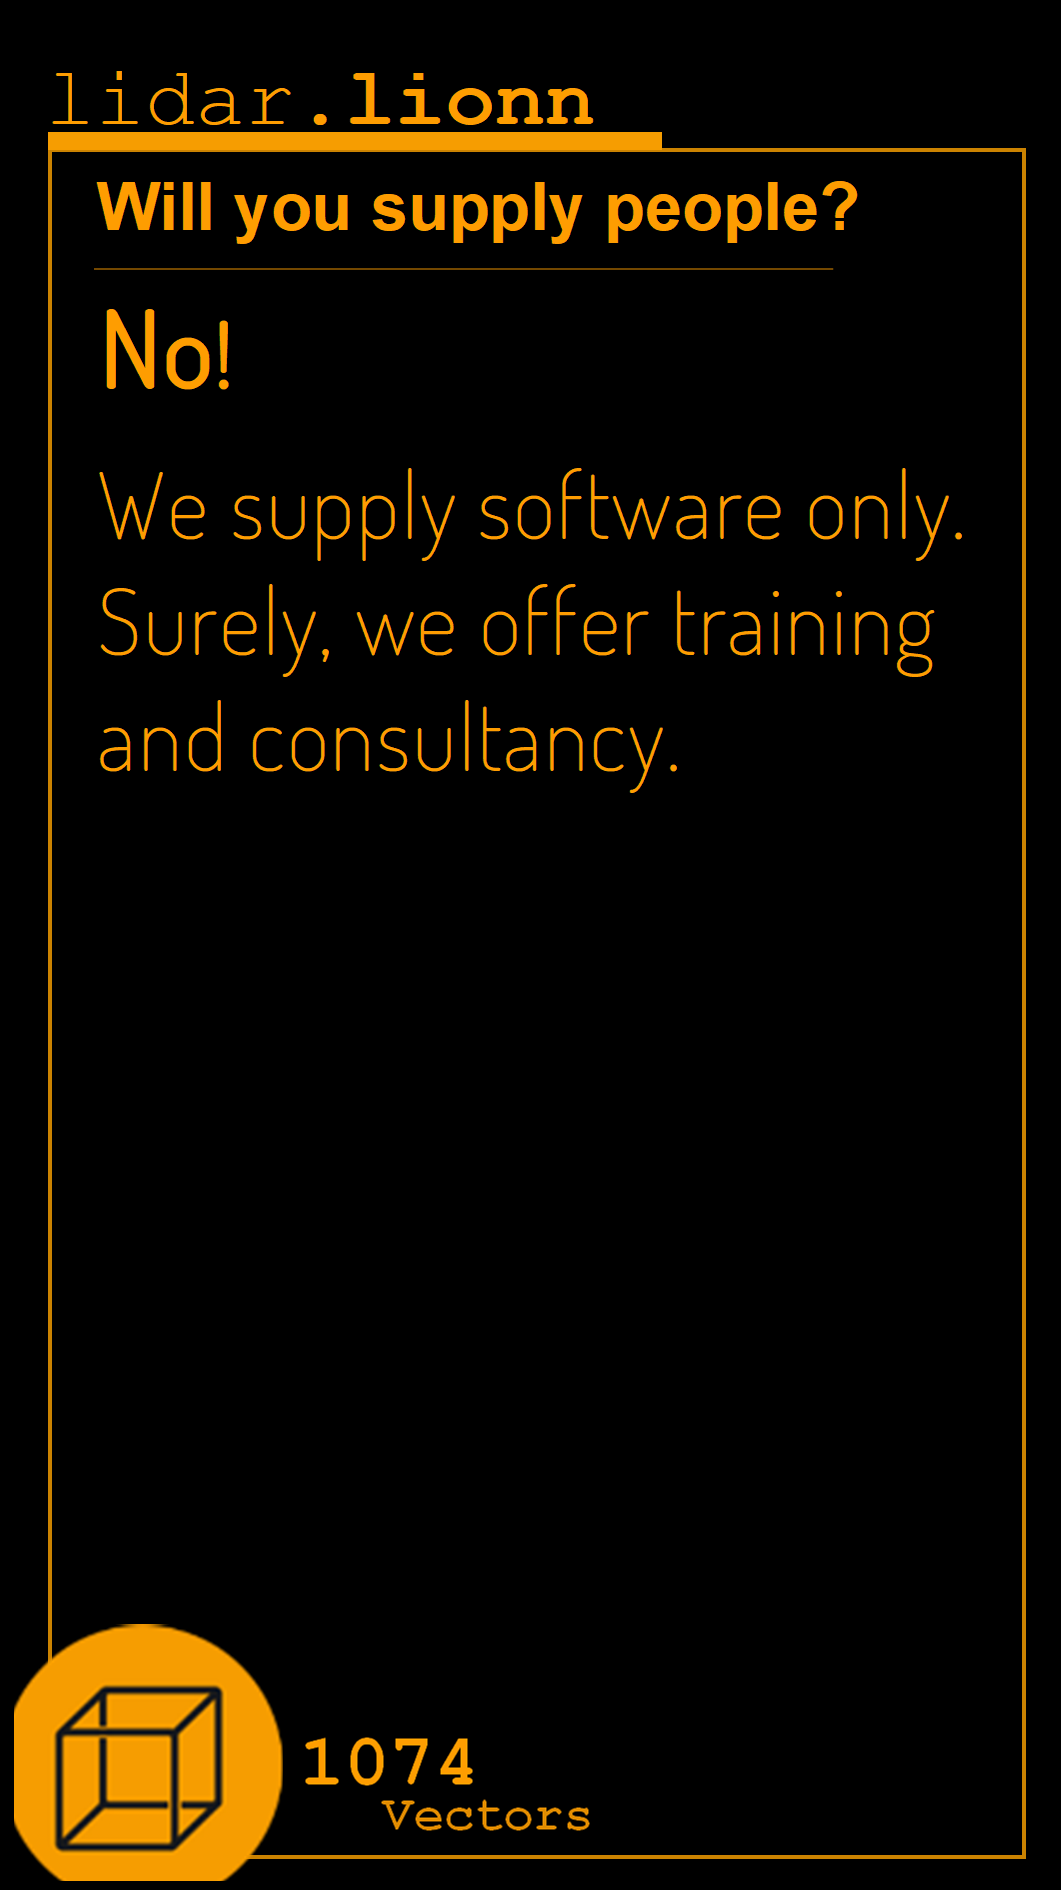 lidar.lionn
Will you supply people?
No!
We supply software only.
Surely, we offer training
and consultancy.
1074
Vectors